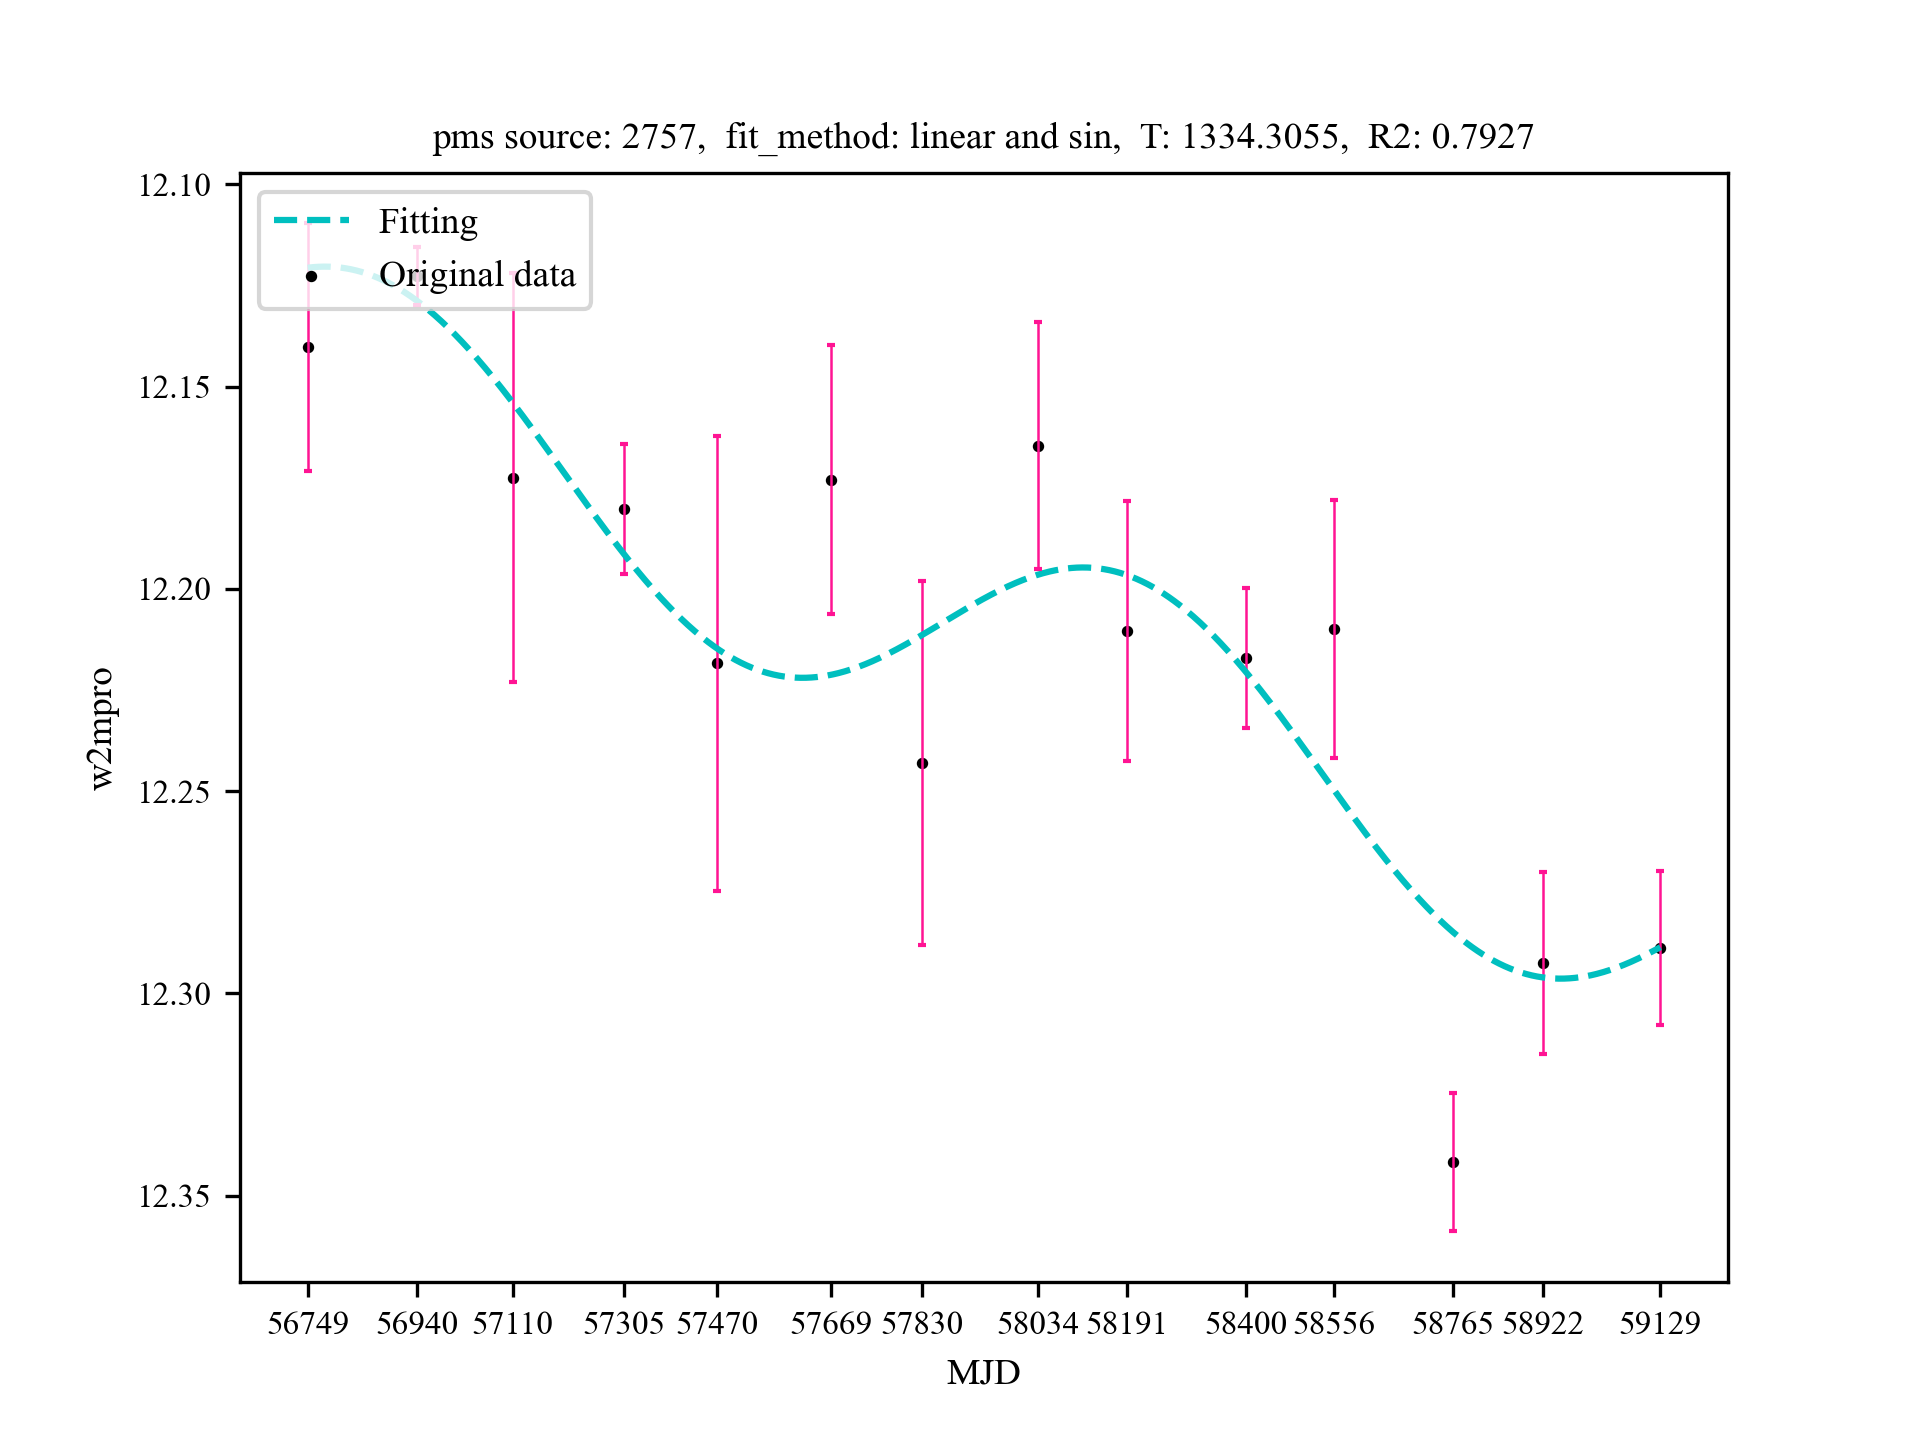 pms source: 2757, fit_method: linear and sin, T: 1334.3055, R2: 0.7927
Fitting
Original data
12.10
12.15
12.20
12.25
12.30
12.35
w2mpro
56749 56940 57110 57305 57470 57669 57830 58034 58191 58400 58556 58765 58922 59129
MJD